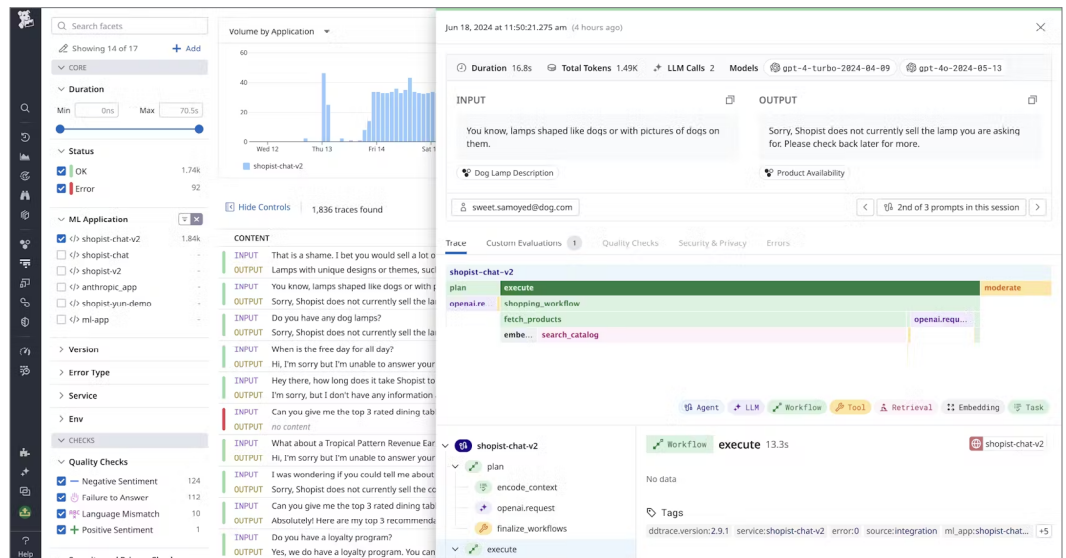 Search facets
Showing 14 of 17
+ Add
CORE
Duration
Min 0ns Max 70.5s
Status
OK 1.74k
Error 92
ML Application
</> shopist-chat-v2 1.84k
</> shopist-chat -
</> shopist-v2 -
</> anthropic_app -
</> shopist-yun-demo -
</> ml-app -
Version
Error Type
Service
Env
CHECKS
Quality Checks
Negative Sentiment 124
Failure to Answer 112
ABC Language Mismatch 10
Positive Sentiment 1
Help
Volume by Application
60
40
20
0
Wed 12 Thu 13 Fri 14 Sat 1
shopist-chat-v2
Hide Controls
1,836 traces found
CONTENT
INPUT That is a shame. I bet you would sell a lot o
OUTPUT Lamps with unique designs or themes, suc
INPUT You know, lamps shaped like dogs or with p
OUTPUT Sorry, Shopist does not currently sell the la
INPUT Do you have any dog lamps?
OUTPUT Sorry, Shopist does not currently sell the la
INPUT When is the free day for all day?
OUTPUT Hi, I'm sorry but I'm unable to answer your
INPUT Hey there, how long does it take Shopist to
OUTPUT I'm sorry, but I don't have any information
INPUT Can you give me the top 3 rated dining tab
OUTPUT no content
INPUT What about a Tropical Pattern Revenue Ear
OUTPUT Hi, I'm sorry but I'm unable to answer your
INPUT I was wondering if you could tell me about
OUTPUT Sorry, Shopist does not currently sell the co
INPUT Can you give me the top 3 rated dining tab
OUTPUT Absolutely! Here are my top 3 recommenda
INPUT Do you have a loyalty program?
OUTPUT Yes, we do have a loyalty program. You can
Jun 18, 2024 at 11:50:21.275 am (4 hours ago)
Duration 16.8s Total Tokens 1.49K LLM Calls 2 Models gpt-4-turbo-2024-04-09 gpt-4o-2024-05-13
INPUT
You know, lamps shaped like dogs or with pictures of dogs on
them.
Dog Lamp Description
OUTPUT
Sorry, Shopist does not currently sell the lamp you are asking
for. Please check back later for more.
Product Availability
sweet.samoyed@dog.com
2nd of 3 prompts in this session
Trace Custom Evaluations 1 Quality Checks Security & Privacy Errors
shopist-chat-v2
plan execute moderate
openai.re shopping_workflow
fetch_products openai.requ...
embe... search_catalog
Agent LLM Workflow Tool Retrieval Embedding Task
shopist-chat-v2
plan
encode_context
openai.request
finalize_workflows
execute
Workflow execute 13.3s
shopist-chat-v2
No data
Tags
ddtrace.version:2.9.1 service:shopist-chat-v2 error:0 source:integration ml_app:shopist-chat... +5